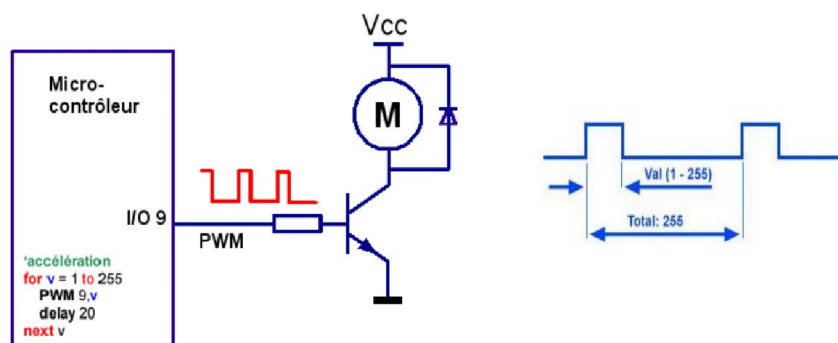 Vcc
Micro-
contrôleur
M
I/O 9
PWM
'accélération
for v = 1 to 255
PWM 9,v
delay 20
next v
Val (1 - 255)
Total: 255